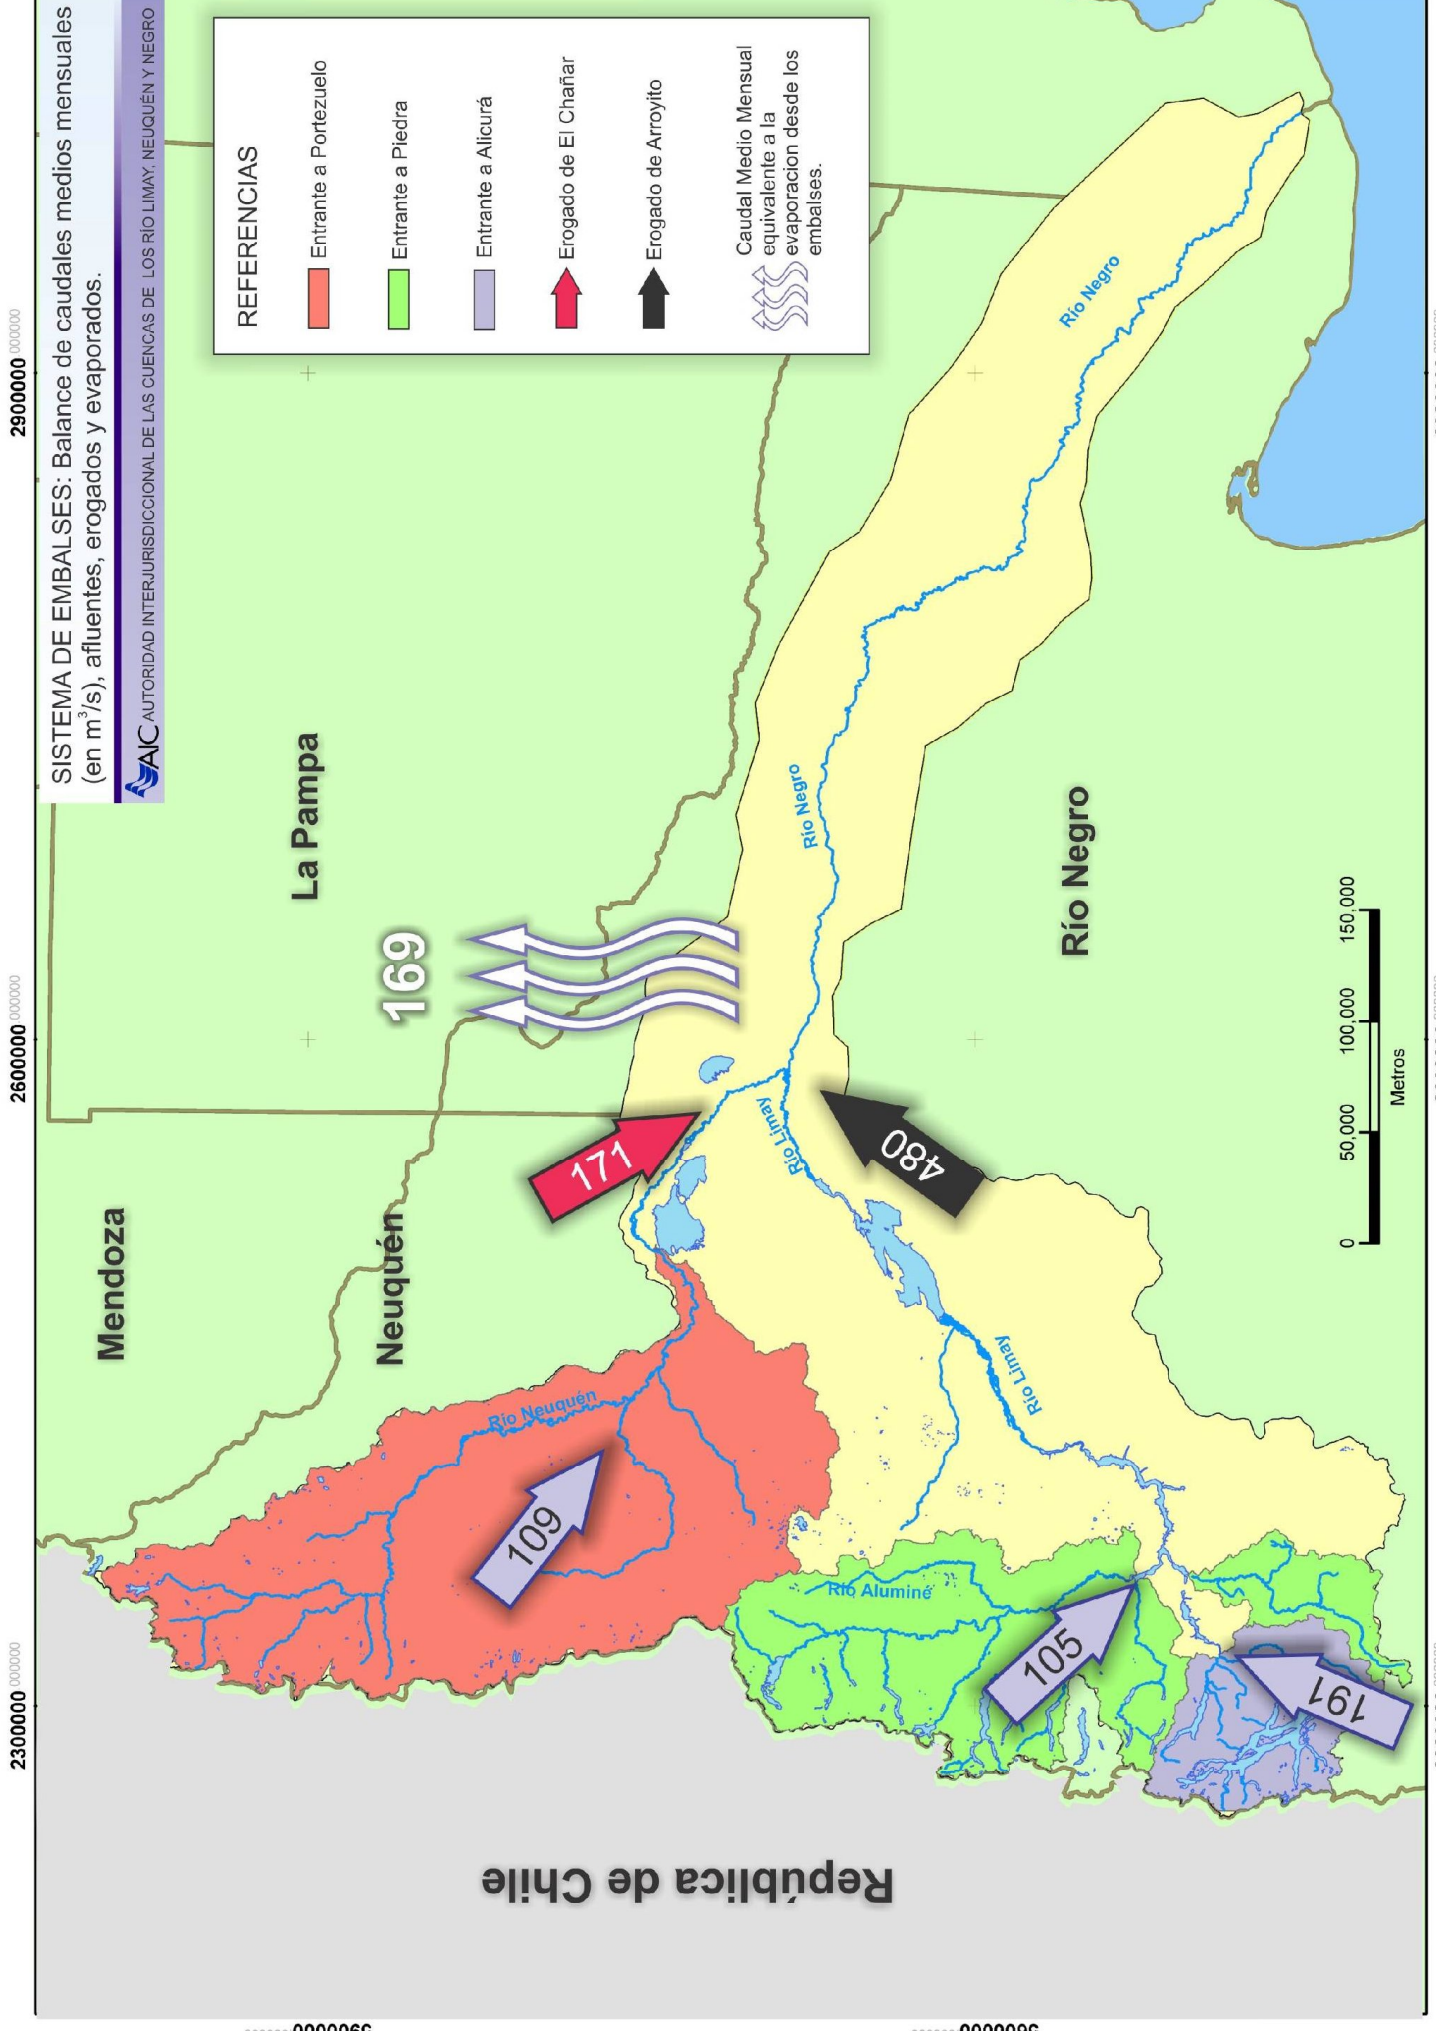 SISTEMA DE EMBALSES: Balance de caudales medios mensuales
(en m³/s), afluentes, erogados y evaporados.
AIC AUTORIDAD INTERJURISDICCIONAL DE LAS CUENCAS DE LOS RÍO LIMAY, NEUQUÉN Y NEGRO
REFERENCIAS
Entrante a Portezuelo
Entrante a Piedra
Entrante a Alicurá
Erogado de El Chañar
Erogado de Arroyito
Caudal Medio Mensual
equivalente a la
evaporacion desde los
embalses.
2300000 000000
2600000 000000
2900000 000000
Mendoza
La Pampa
Neuquén
169
171
Río Neuquén
109
Río Limay
Río Negro
Río Negro
480
Río Limay
Río Aluminé
105
191
Río Negro
República de Chile
0
50,000
100,000
150,000
Metros